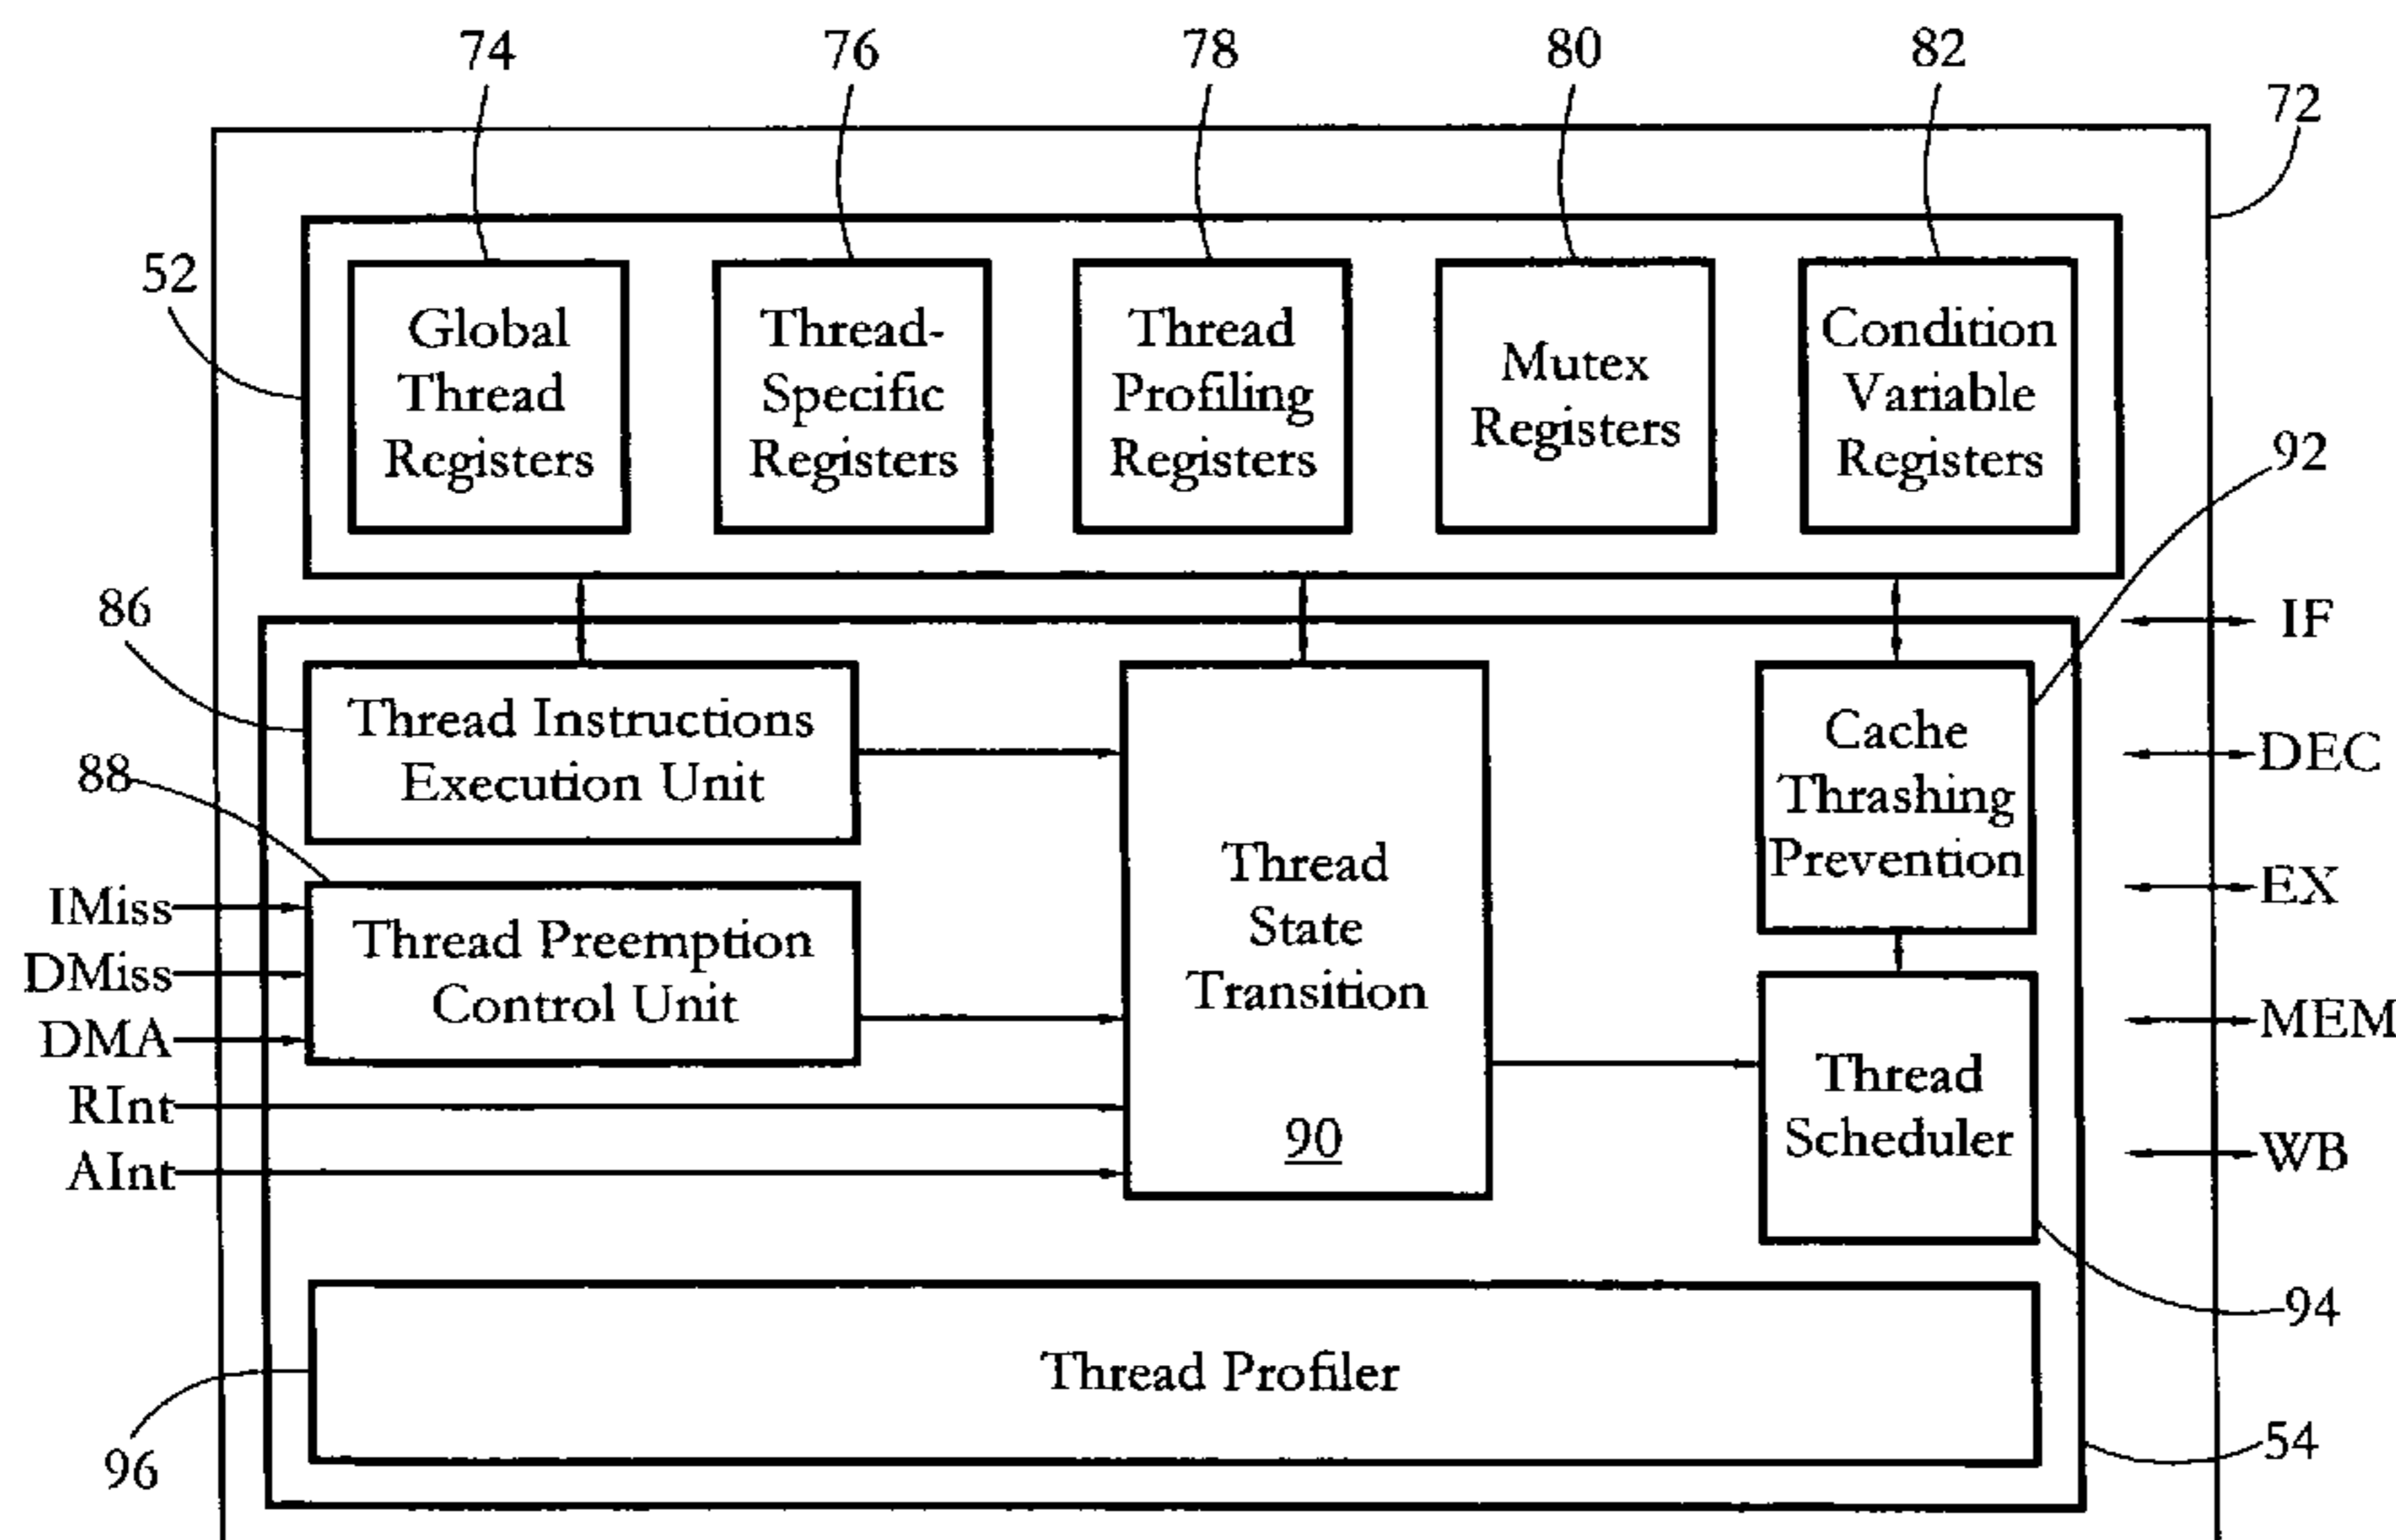 74
76
78
80
82
72
52
Global
Thread
Registers
Thread-
Specific
Registers
Thread
Profiling
Registers
Mutex
Registers
Condition
Variable
Registers
92
86
IF
Thread Instructions
Execution Unit
88
DEC
Cache
Thrashing
Prevention
Thread
State
Transition
90
IMiss
DMiss
DMA
RInt
AInt
Thread Preemption
Control Unit
EX
MEM
WB
Thread
Scheduler
94
Thread Profiler
96
54